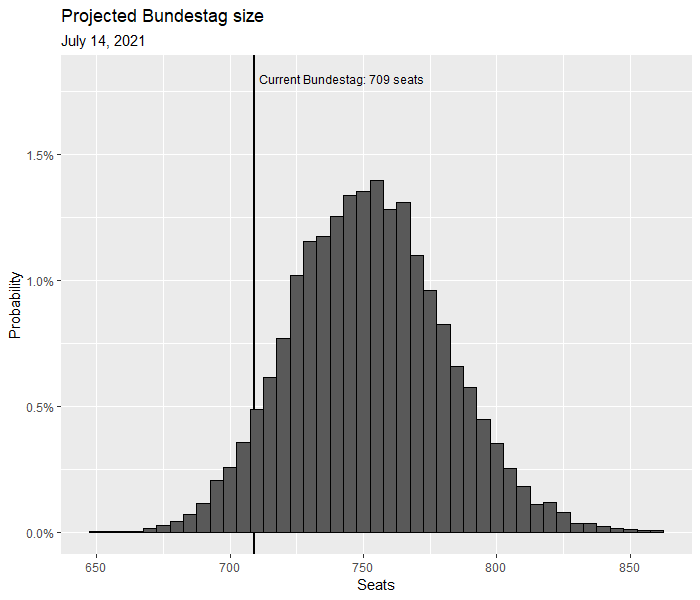 Projected Bundestag size
July 14, 2021
Current Bundestag: 709 seats
1.5%
1.0%
0.5%
0.0%
Probability
650 700 750 800 850
Seats